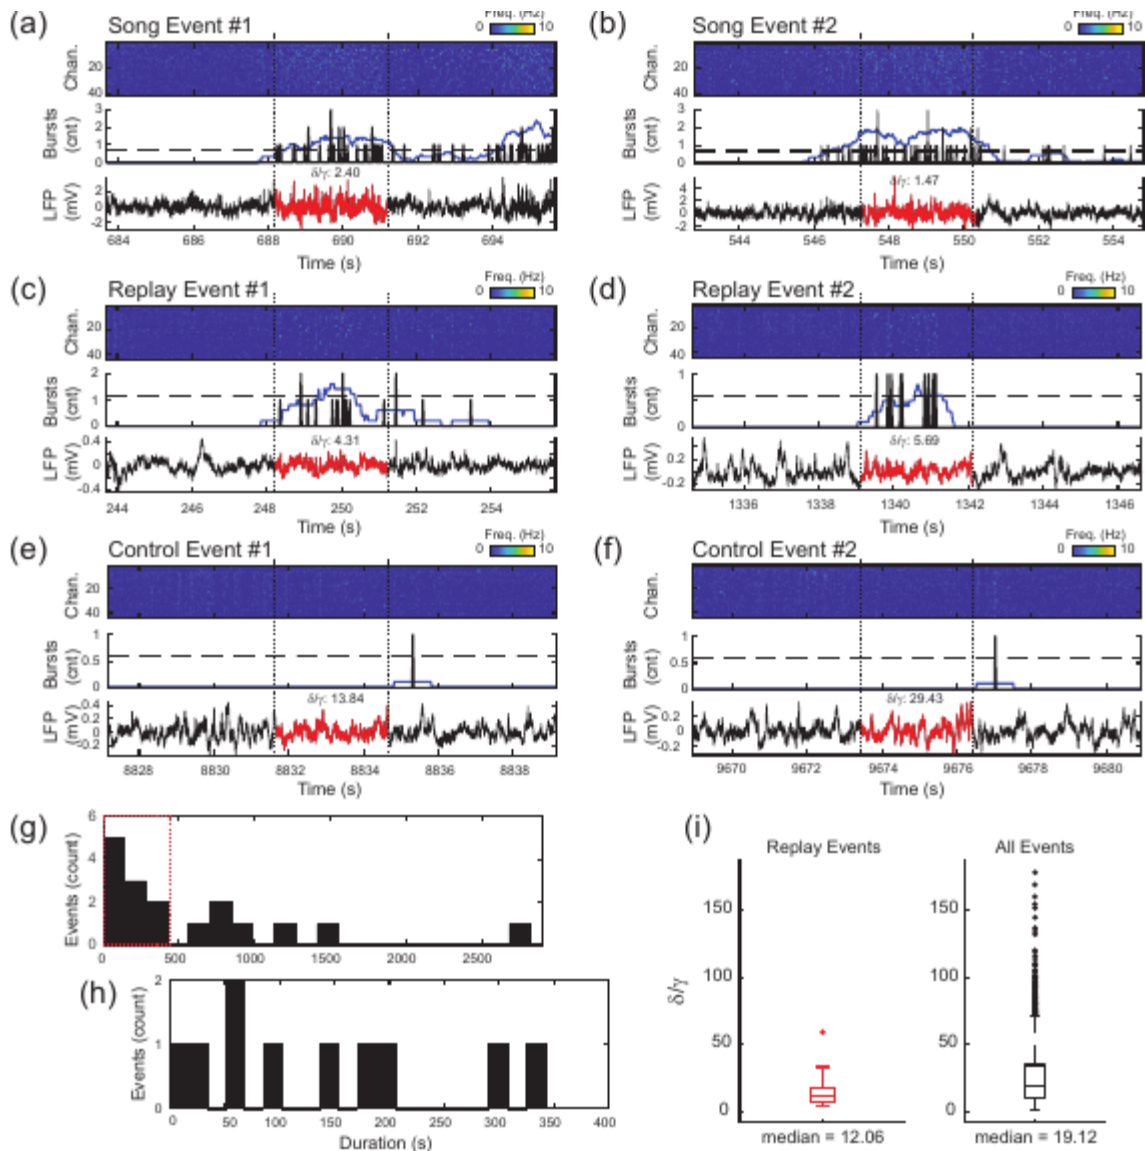 (a) Song Event #1 Freq. (Hz) 0 10
Chan. 20 40
Bursts (cnt) 3 2 1 0
δ/γ: 2.40
LFP (mV) 2 0 -2
684 686 688 690 692 694
Time (s)
(b) Song Event #2 Freq. (Hz) 0 10
Chan. 20 40
Bursts (cnt) 3 2 1 0
δ/γ: 1.47
LFP (mV) 4 2 0 -2
544 546 548 550 552 554
Time (s)
(c) Replay Event #1 Freq. (Hz) 0 10
Chan. 20 40
Bursts (cnt) 2 1 0
δ/γ: 4.31
LFP (mV) 0.4 0 -0.4
244 246 248 250 252 254
Time (s)
(d) Replay Event #2 Freq. (Hz) 0 10
Chan. 20 40
Bursts (cnt) 1 0.5 0
δ/γ: 5.69
LFP (mV) 0.2 -0.2
1336 1338 1340 1342 1344 1346
Time (s)
(e) Control Event #1 Freq. (Hz) 0 10
Chan. 20 40
Bursts (cnt) 1 0.5 0
δ/γ: 13.84
LFP (mV) 0.4 0.2 -0.2
8828 8830 8832 8834 8836 8838
Time (s)
(f) Control Event #2 Freq. (Hz) 0 10
Chan. 20 40
Bursts (cnt) 1 0.5 0
δ/γ: 29.43
LFP (mV) 0.2 -0.2
9670 9672 9674 9676 9678 9680
Time (s)
(g)
Events (count) 6 4 2 0
0 500 1000 1500 2000 2500
(h)
Events (count) 2 1 0
0 50 100 150 200 250 300 350 400
Duration (s)
(i)
Replay Events All Events
δ/γ
150 100 50 0
150 100 50 0
median = 12.06 median = 19.12